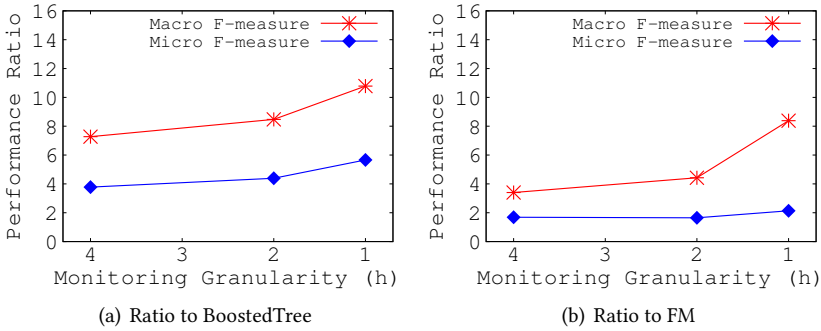 Performance Ratio
16
14
12
10
8
6
4
2
0
Macro F-measure
Micro F-measure
4 3 2 1
Monitoring Granularity (h)
(a) Ratio to BoostedTree
Performance Ratio
16
14
12
10
8
6
4
2
0
Macro F-measure
Micro F-measure
4 3 2 1
Monitoring Granularity (h)
(b) Ratio to FM